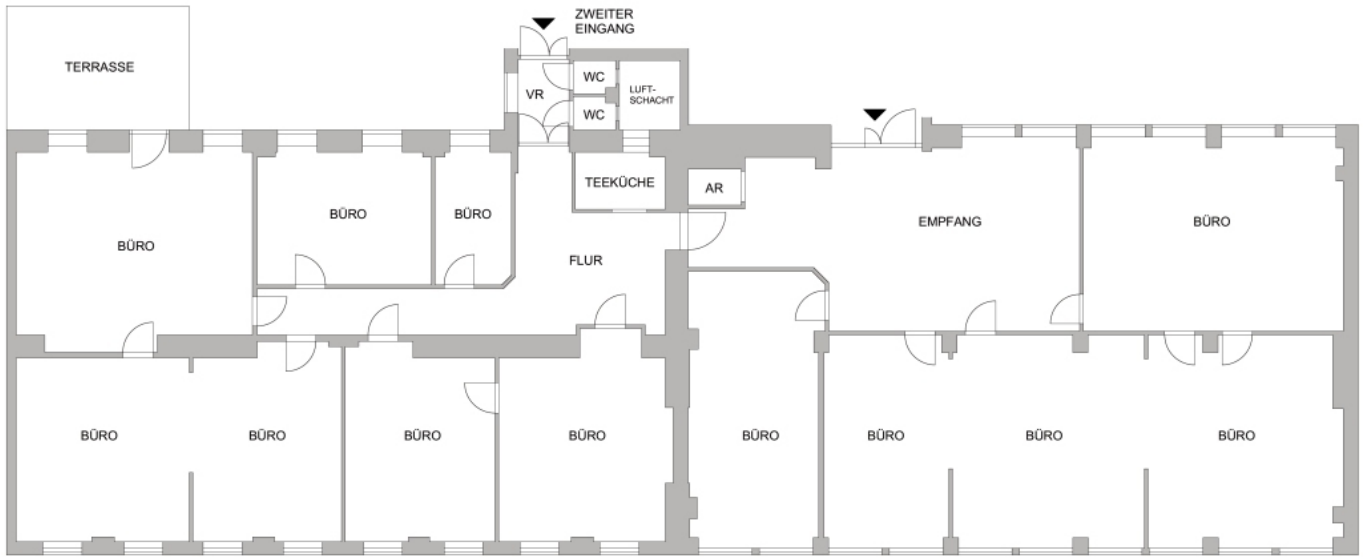 ZWEITER
EINGANG
TERRASSE
WC
VR
LUFT-
SCHACHT
WC
TEEKÜCHE
AR
BÜRO
BÜRO
BÜRO
EMPFANG
BÜRO
FLUR
BÜRO
BÜRO
BÜRO
BÜRO
BÜRO
BÜRO
BÜRO
BÜRO